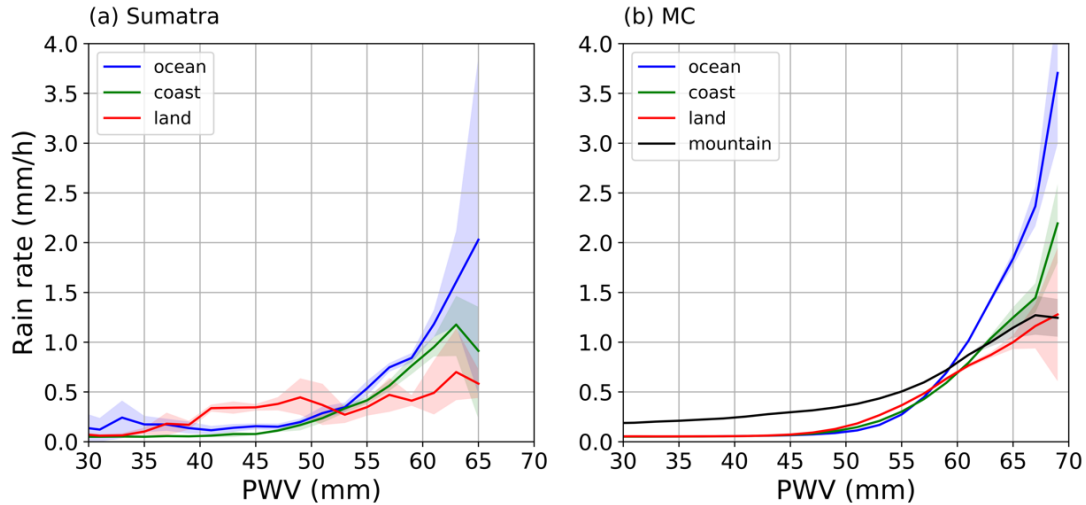 (a) Sumatra
Rain rate (mm/h)
4.0
3.5
3.0
2.5
2.0
1.5
1.0
0.5
0.0
ocean
coast
land
30 35 40 45 50 55 60 65 70
PWV (mm)
(b) MC
4.0
3.5
3.0
2.5
2.0
1.5
1.0
0.5
0.0
ocean
coast
land
mountain
30 35 40 45 50 55 60 65 70
PWV (mm)